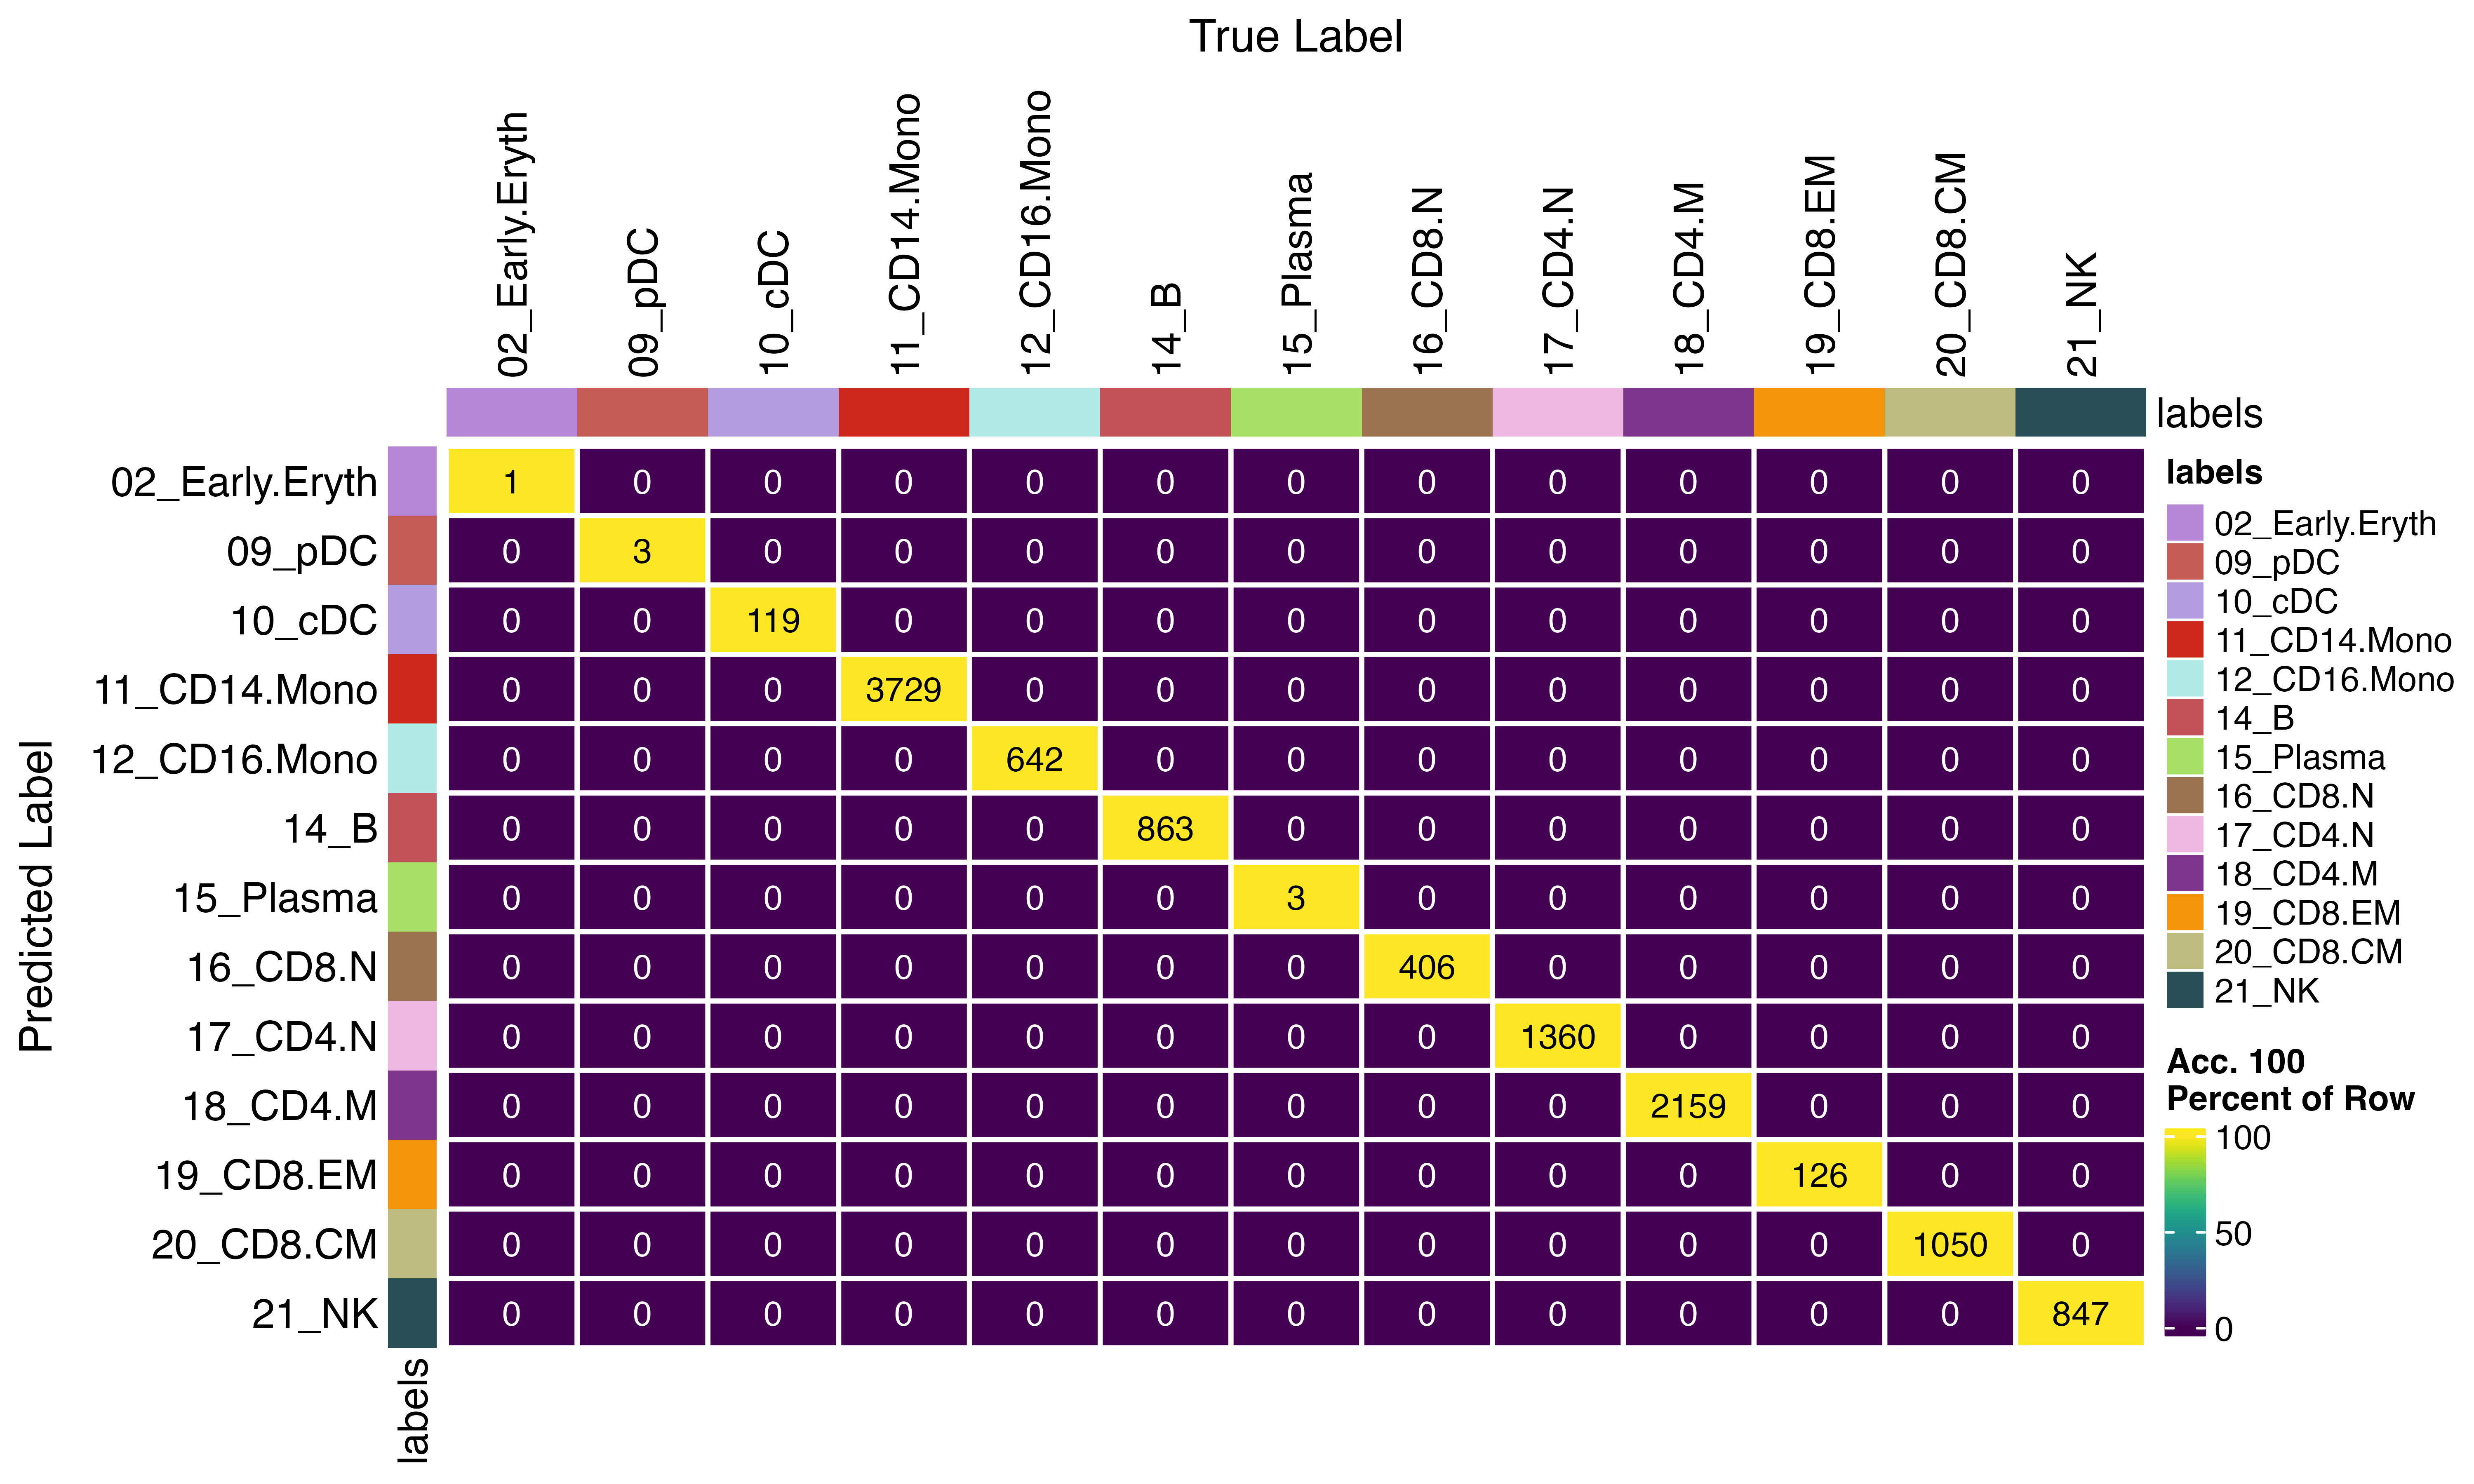 True Label
02_Early.Eryth 09_pDC 10_cDC 11_CD14.Mono 12_CD16.Mono 14_B 15_Plasma 16_CD8.N 17_CD4.N 18_CD4.M 19_CD8.EM 20_CD8.CM 21_NK
labels
Predicted Label
02_Early.Eryth 1 0 0 0 0 0 0 0 0 0 0 0 0
09_pDC 0 3 0 0 0 0 0 0 0 0 0 0 0
10_cDC 0 0 119 0 0 0 0 0 0 0 0 0 0
11_CD14.Mono 0 0 0 3729 0 0 0 0 0 0 0 0 0
12_CD16.Mono 0 0 0 0 642 0 0 0 0 0 0 0 0
14_B 0 0 0 0 0 863 0 0 0 0 0 0 0
15_Plasma 0 0 0 0 0 0 3 0 0 0 0 0 0
16_CD8.N 0 0 0 0 0 0 0 406 0 0 0 0 0
17_CD4.N 0 0 0 0 0 0 0 0 1360 0 0 0 0
18_CD4.M 0 0 0 0 0 0 0 0 0 2159 0 0 0
19_CD8.EM 0 0 0 0 0 0 0 0 0 0 126 0 0
20_CD8.CM 0 0 0 0 0 0 0 0 0 0 0 1050 0
21_NK 0 0 0 0 0 0 0 0 0 0 0 0 847
labels
labels
02_Early.Eryth
09_pDC
10_cDC
11_CD14.Mono
12_CD16.Mono
14_B
15_Plasma
16_CD8.N
17_CD4.N
18_CD4.M
19_CD8.EM
20_CD8.CM
21_NK
Acc. 100
Percent of Row
100
50
0